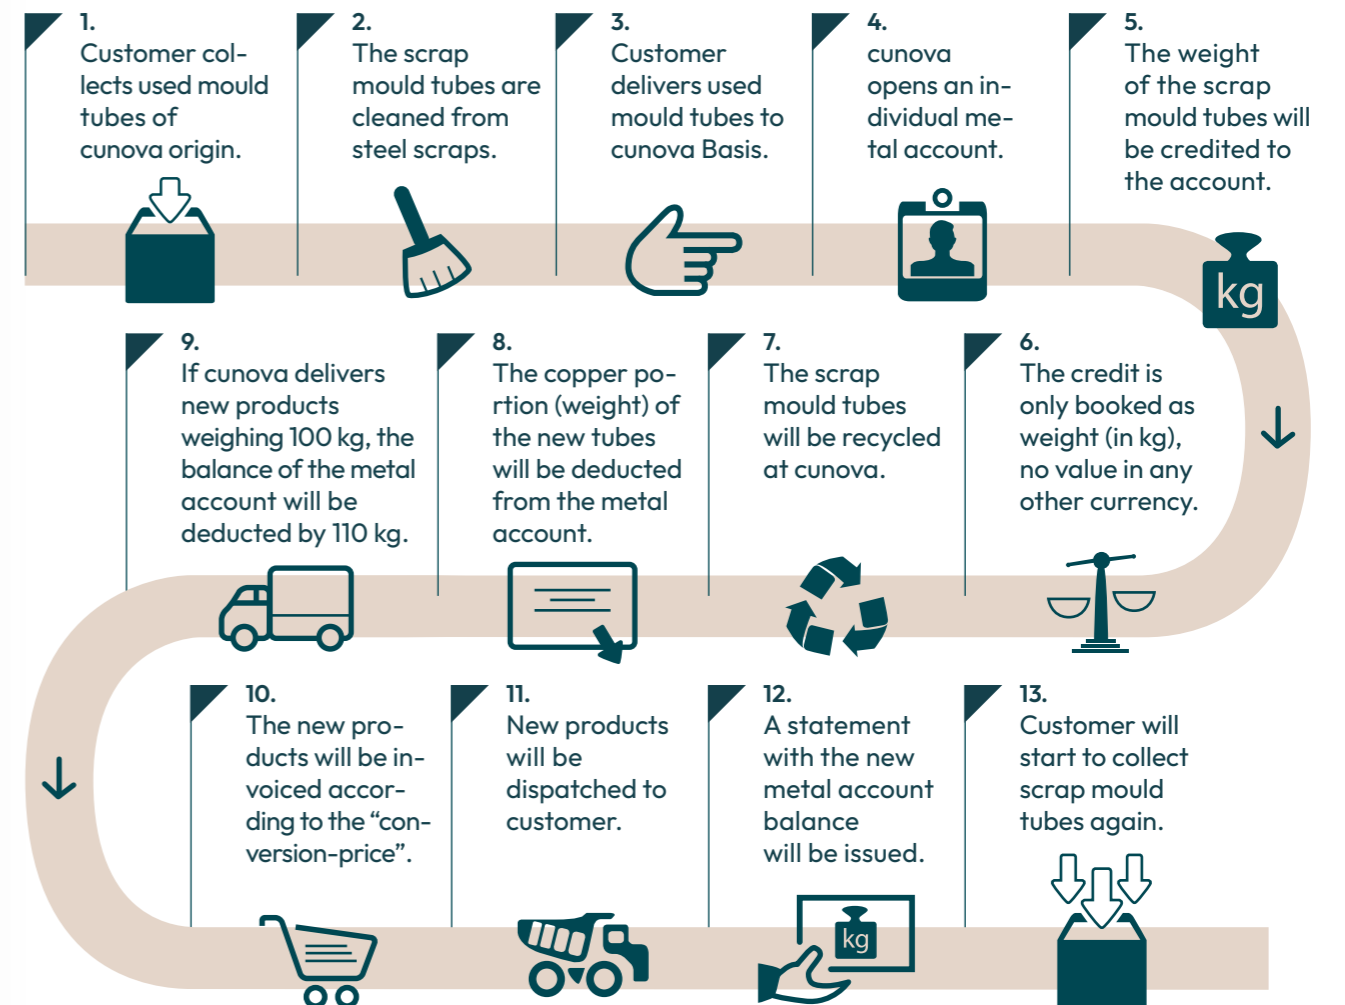 1.
Customer col-
lects used mould
tubes of
cunova origin.
2.
The scrap
mould tubes are
cleaned from
steel scraps.
3.
Customer
delivers used
mould tubes to
cunova Basis.
4.
cunova
opens an in-
dividual me-
tal account.
5.
The weight
of the scrap
mould tubes will
be credited to
the account.
kg
6.
The credit is
only booked as
weight (in kg),
no value in any
other currency.
7.
The scrap
mould tubes
will be recycled
at cunova.
8.
The copper po-
rtion (weight) of
the new tubes
will be deducted
from the metal
account.
9.
If cunova delivers
new products
weighing 100 kg, the
balance of the metal
account will be
deducted by 110 kg.
10.
The new pro-
ducts will be in-
voiced accor-
ding to the “con-
version-price”.
11.
New products
will be
dispatched to
customer.
12.
A statement
with the new
metal account
balance
will be issued.
kg
13.
Customer will
start to collect
scrap mould
tubes again.